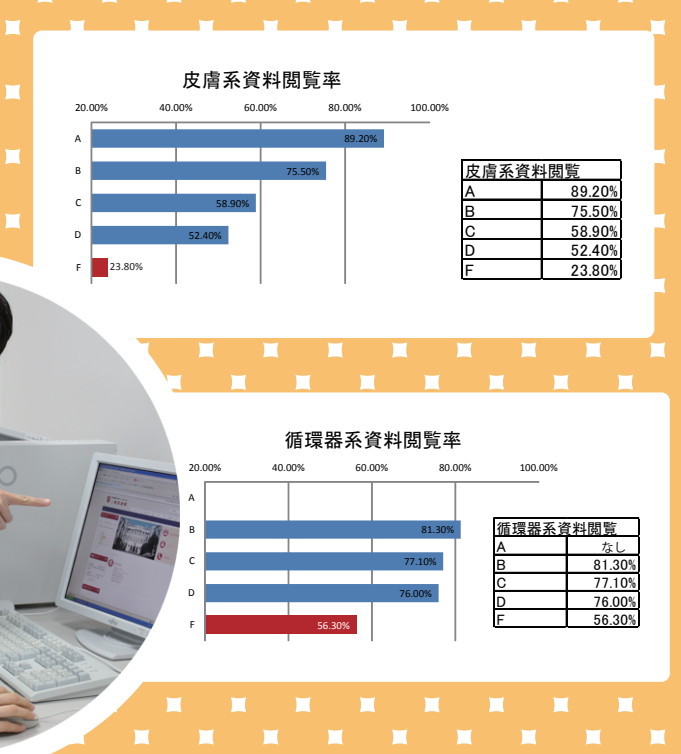 皮膚系資料閲覧率
20.00% 40.00% 60.00% 80.00% 100.00%
A 89.20%
B 75.50%
C 58.90%
D 52.40%
F 23.80%
皮膚系資料閲覧
A 89.20%
B 75.50%
C 58.90%
D 52.40%
F 23.80%
循環器系資料閲覧率
20.00% 40.00% 60.00% 80.00% 100.00%
A
B 81.30%
C 77.10%
D 76.00%
F 56.30%
循環器系資料閲覧
A なし
B 81.30%
C 77.10%
D 76.00%
F 56.30%